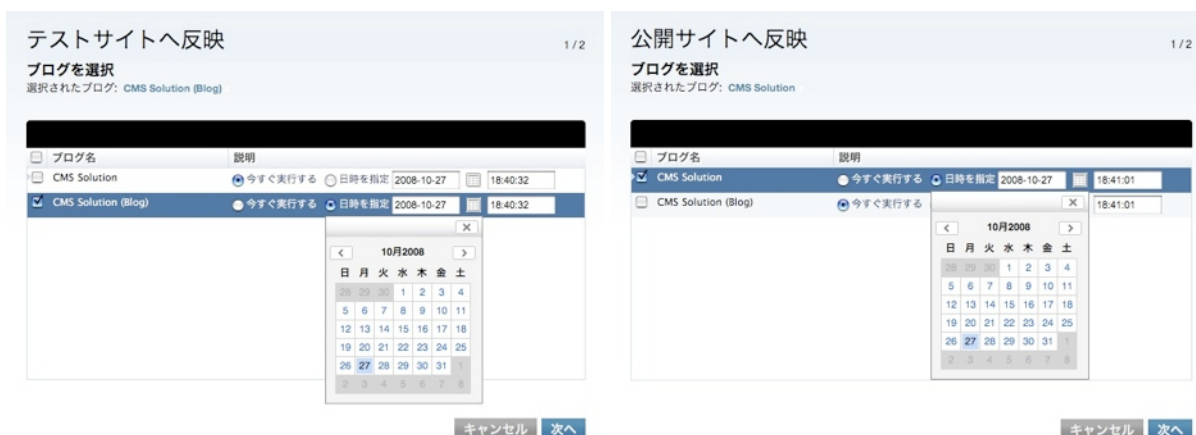 テストサイトへ反映
1 / 2
ブログを選択
選択されたブログ: CMS Solution (Blog)
ブログ名 説明
CMS Solution 今すぐ実行する 日時を指定 2008-10-27 18:40:32
CMS Solution (Blog) 今すぐ実行する 日時を指定 2008-10-27 18:40:32
×
< 10月2008 >
日 月 火 水 木 金 土
28 29 30 1 2 3 4
5 6 7 8 9 10 11
12 13 14 15 16 17 18
19 20 21 22 23 24 25
26 27 28 29 30 31 1
2 3 4 5 6 7 8
キャンセル 次へ
公開サイトへ反映
1 / 2
ブログを選択
選択されたブログ: CMS Solution
ブログ名 説明
CMS Solution 今すぐ実行する 日時を指定 2008-10-27 18:41:01
CMS Solution (Blog) 今すぐ実行する 18:41:01
×
< 10月2008 >
日 月 火 水 木 金 土
28 29 30 1 2 3 4
5 6 7 8 9 10 11
12 13 14 15 16 17 18
19 20 21 22 23 24 25
26 27 28 29 30 31 1
2 3 4 5 6 7 8
キャンセル 次へ